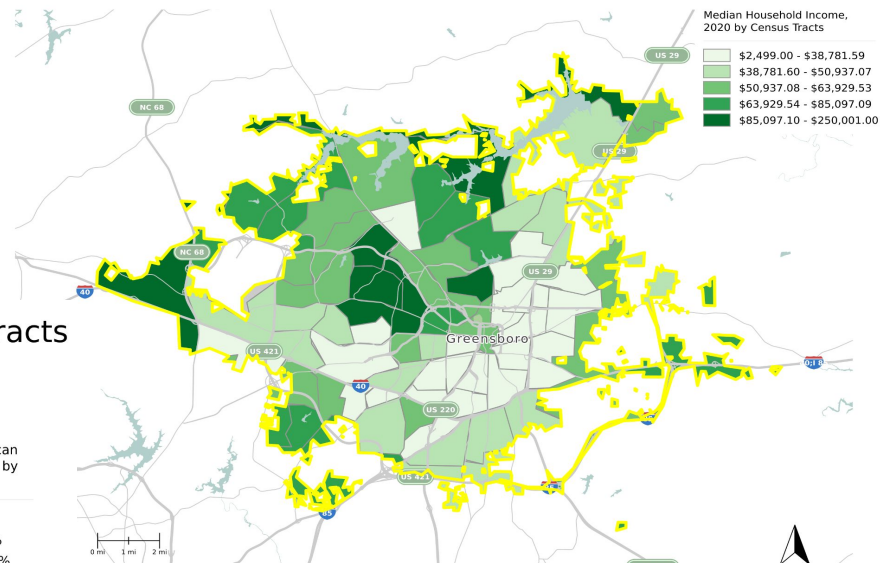 Median Household Income,
2020 by Census Tracts
$2,499.00 - $38,781.59
$38,781.60 - $50,937.07
$50,937.08 - $63,929.53
$63,929.54 - $85,097.09
$85,097.10 - $250,001.00
US 29
NC 68
US 29
NC 68
US 29
40
racts
Greensboro
US 421
40
US 220
tan
by
US 421
85
0 mi 1 mi 2 mi
%